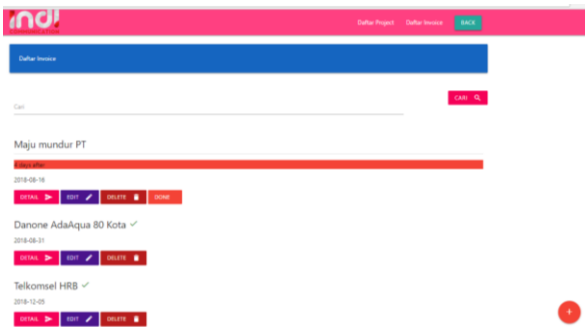 indi
COMMUNICATION
Daftar Project Daftar Invoice BACK
Daftar Invoice
Cari
CARI
Maju mundur PT
4 days after
2018-08-16
DETAIL EDIT DELETE DONE
Danone AdaAqua 80 Kota
2018-08-31
DETAIL EDIT DELETE
Telkomsel HRB
2018-12-05
DETAIL EDIT DELETE
+